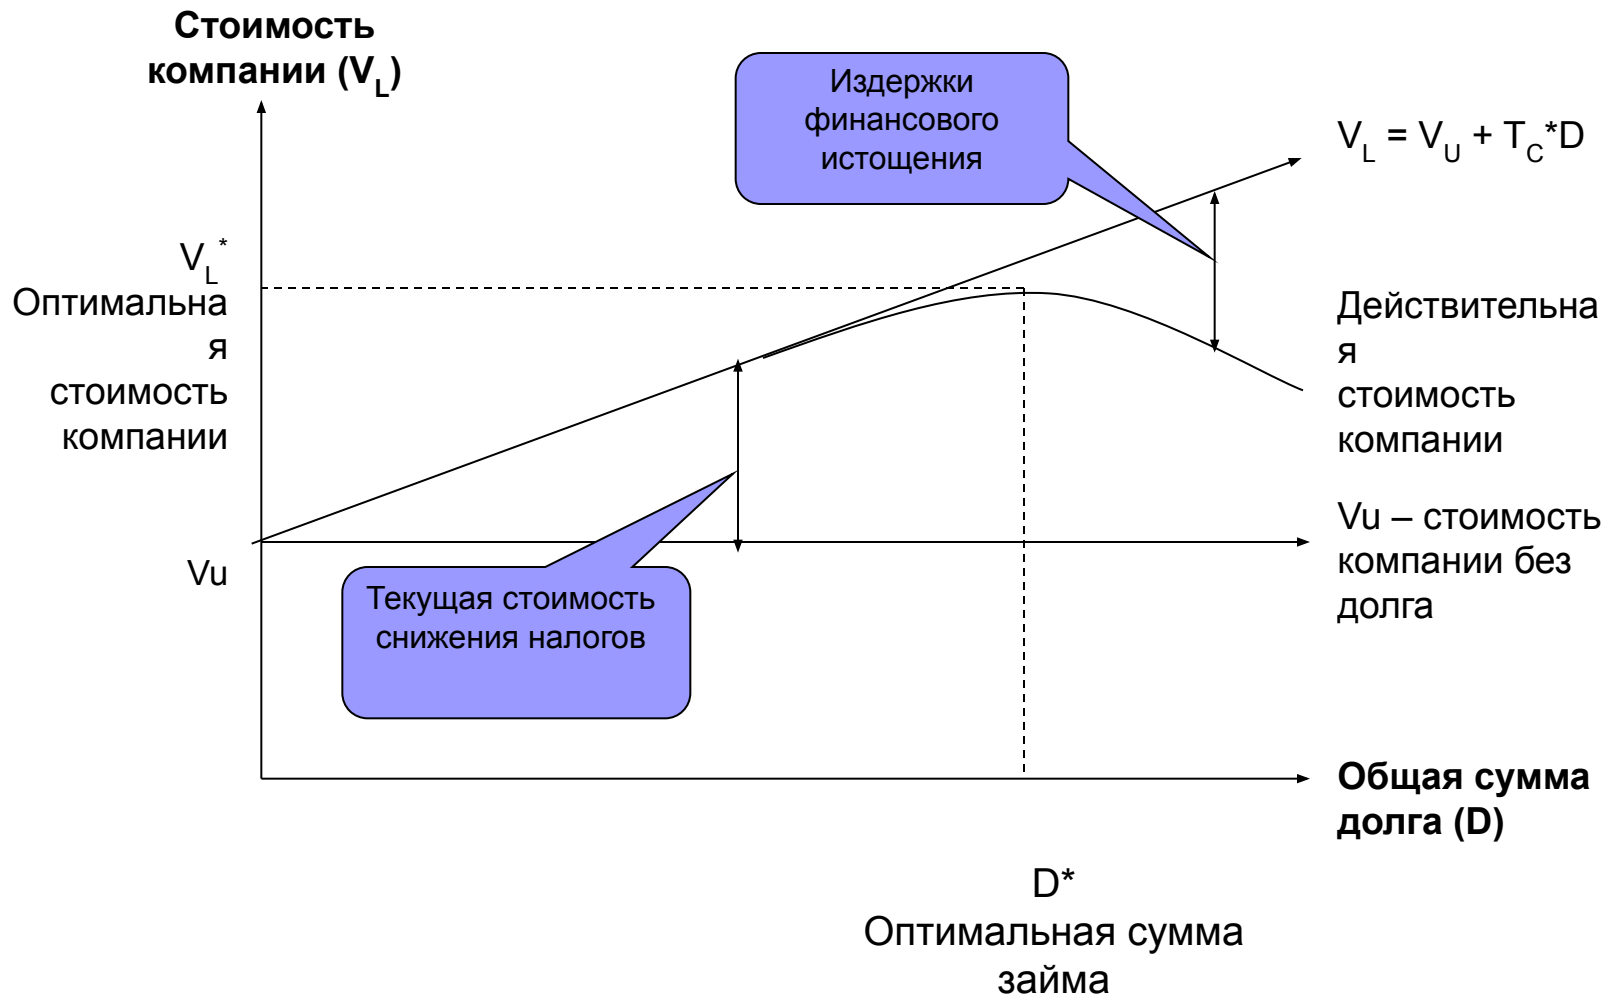 Стоимость
компании (VL)
Издержки
финансового
истощения
VL = VU + TC*D
VL*
Оптимальна
я
стоимость
компании
Действительна
я
стоимость
компании
Vu – стоимость
компании без
долга
Vu
Текущая стоимость
снижения налогов
Общая сумма
долга (D)
D*
Оптимальная сумма
займа